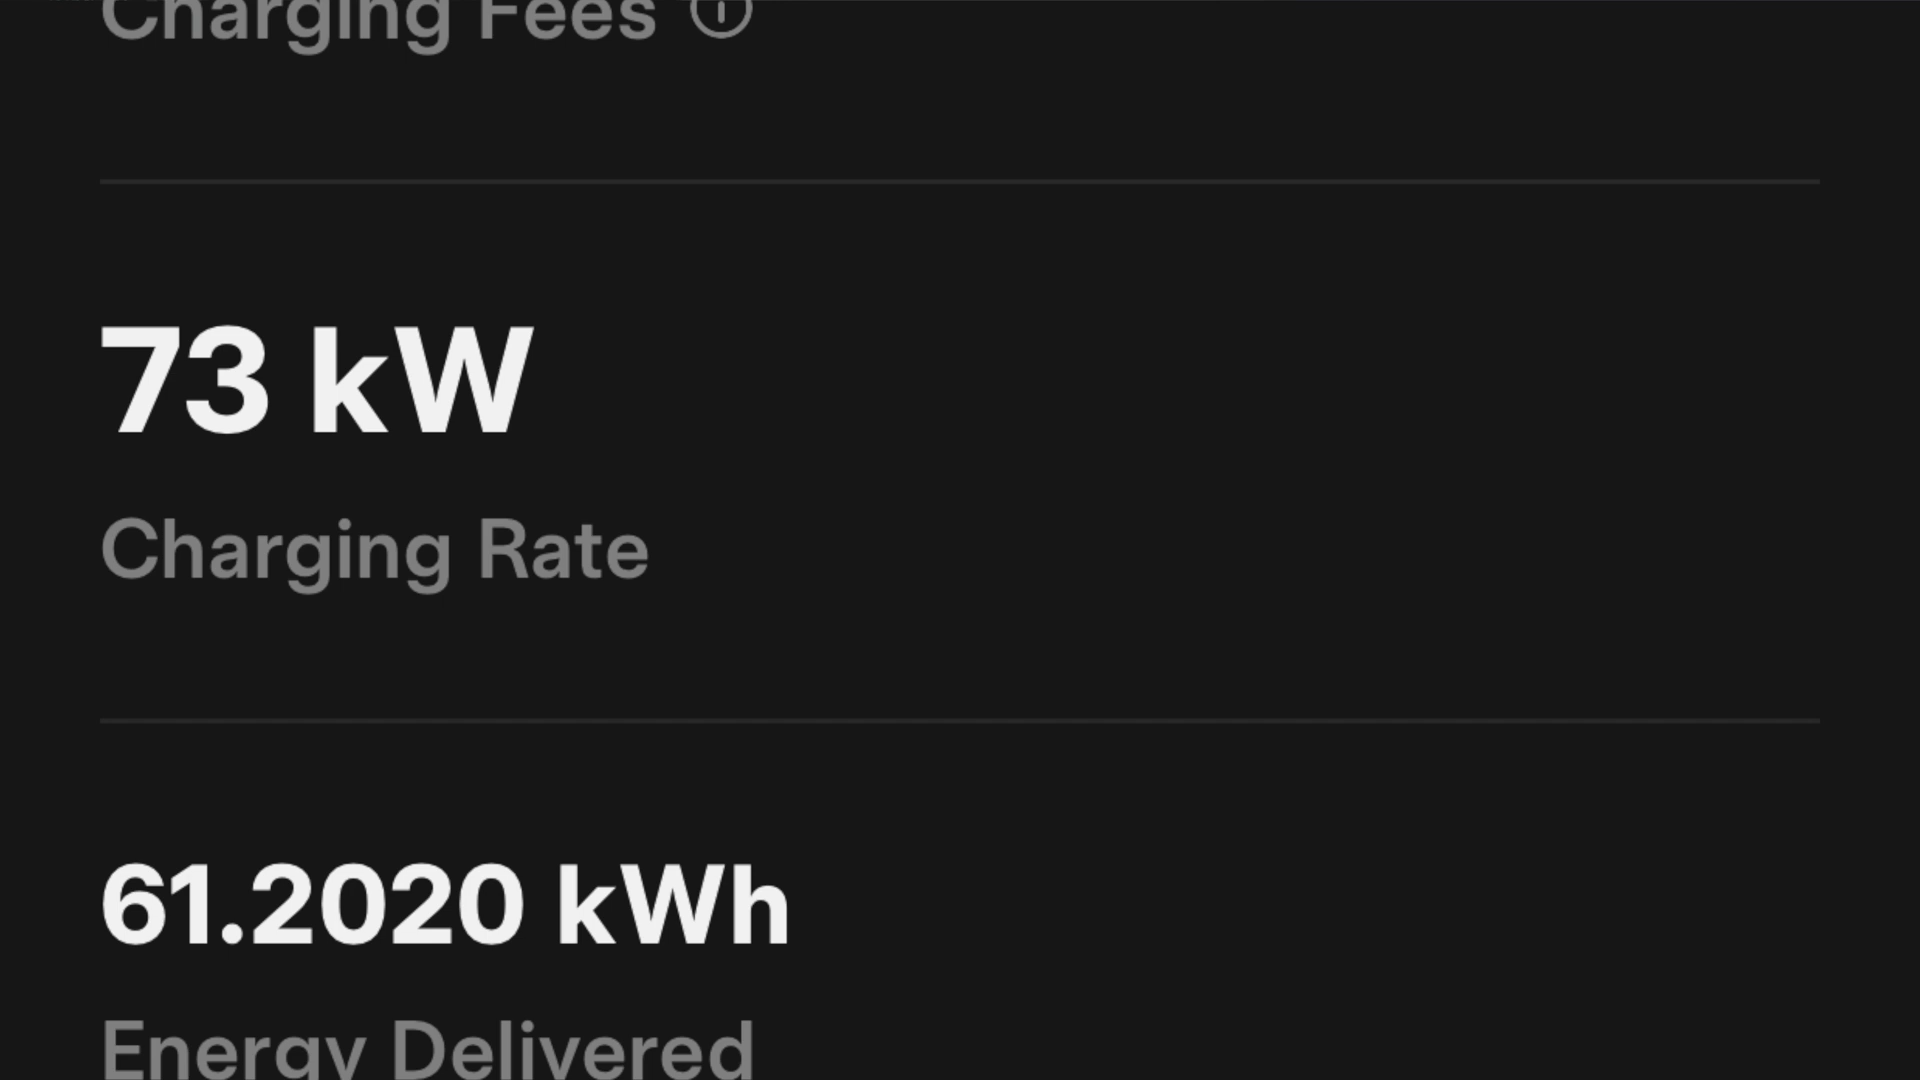 Charging Fees
73 kW
Charging Rate
61.2020 kWh
Energy Delivered